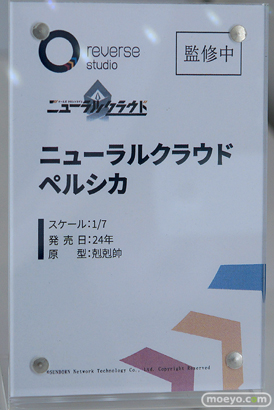 reverse
studio
監修中
ニューラルクラウド
ニューラルクラウド
ペルシカ
スケール:1/7
発売日:24年
原　型:剋剋帥
©SUNBORN Network Technology Co., Ltd. Copyright Reserved
moeyo.com